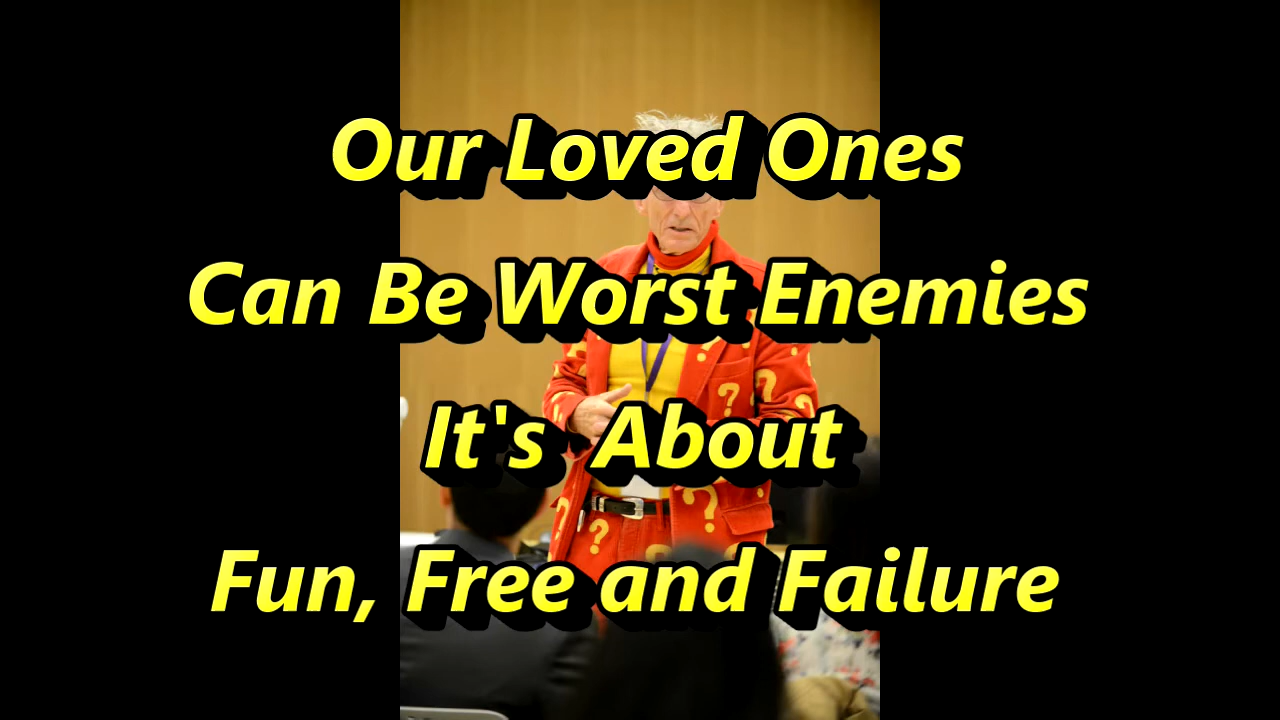 Our Loved Ones
Can Be Worst Enemies
It's About
Fun, Free and Failure